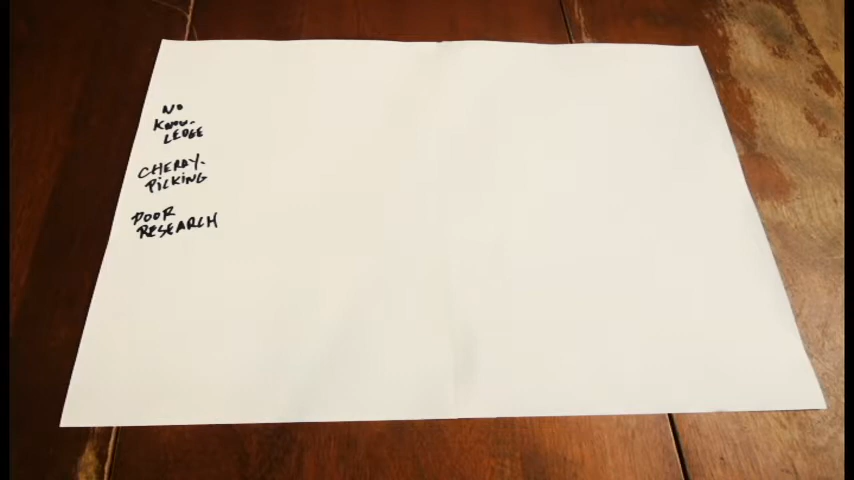 NO
KNOW-
LEDGE
CHERRY-
PICKING
POOR
RESEARCH